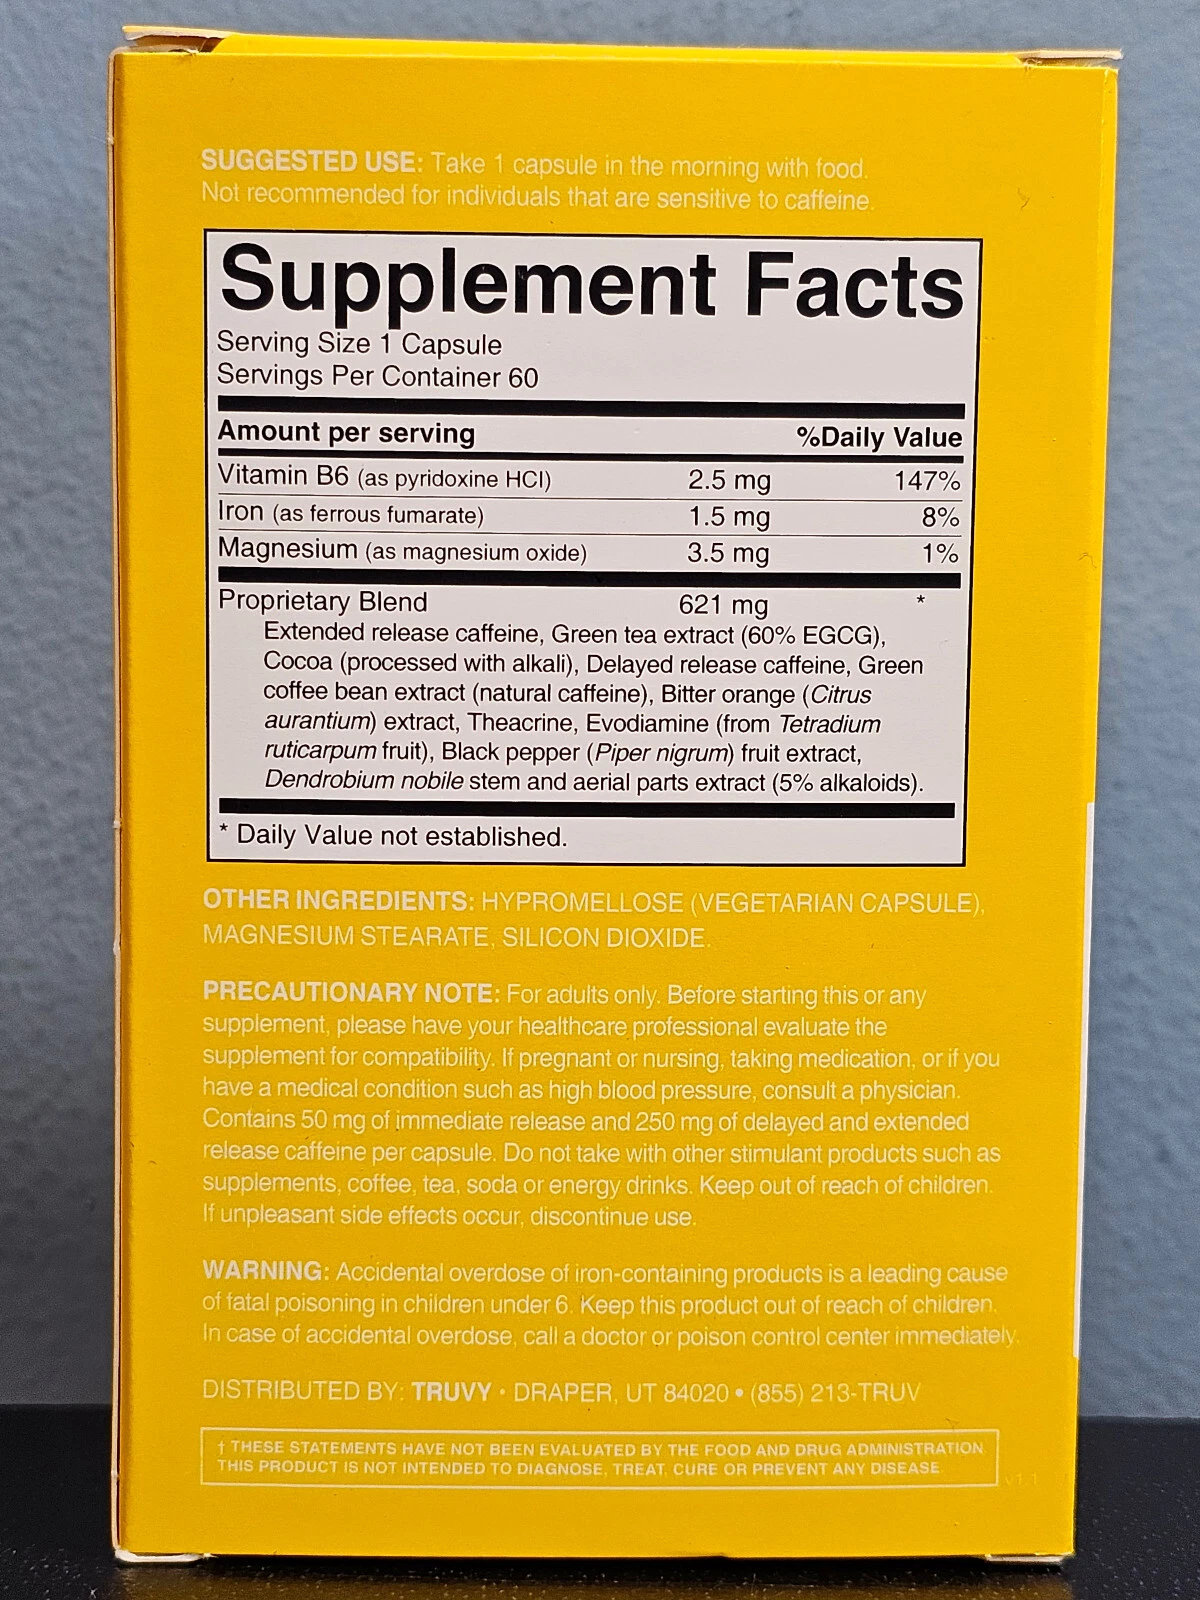 SUGGESTED USE: Take 1 capsule in the morning with food.
Not recommended for individuals that are sensitive to caffeine.
Supplement Facts
Serving Size 1 Capsule
Servings Per Container 60
Amount per serving %Daily Value
Vitamin B6 (as pyridoxine HCl) 2.5 mg 147%
Iron (as ferrous fumarate) 1.5 mg 8%
Magnesium (as magnesium oxide) 3.5 mg 1%
Proprietary Blend 621 mg *
Extended release caffeine, Green tea extract (60% EGCG),
Cocoa (processed with alkali), Delayed release caffeine, Green
coffee bean extract (natural caffeine), Bitter orange (Citrus
aurantium) extract, Theacrine, Evodiamine (from Tetradium
ruticarpum fruit), Black pepper (Piper nigrum) fruit extract,
Dendrobium nobile stem and aerial parts extract (5% alkaloids).
* Daily Value not established.
OTHER INGREDIENTS: HYPROMELLOSE (VEGETARIAN CAPSULE),
MAGNESIUM STEARATE, SILICON DIOXIDE.
PRECAUTIONARY NOTE: For adults only. Before starting this or any
supplement, please have your healthcare professional evaluate the
supplement for compatibility. If pregnant or nursing, taking medication, or if you
have a medical condition such as high blood pressure, consult a physician.
Contains 50 mg of immediate release and 250 mg of delayed and extended
release caffeine per capsule. Do not take with other stimulant products such as
supplements, coffee, tea, soda or energy drinks. Keep out of reach of children.
If unpleasant side effects occur, discontinue use.
WARNING: Accidental overdose of iron-containing products is a leading cause
of fatal poisoning in children under 6. Keep this product out of reach of children.
In case of accidental overdose, call a doctor or poison control center immediately.
DISTRIBUTED BY: TRUVY • DRAPER, UT 84020 • (855) 213-TRUV
† THESE STATEMENTS HAVE NOT BEEN EVALUATED BY THE FOOD AND DRUG ADMINISTRATION.
THIS PRODUCT IS NOT INTENDED TO DIAGNOSE, TREAT, CURE OR PREVENT ANY DISEASE.
v1.1